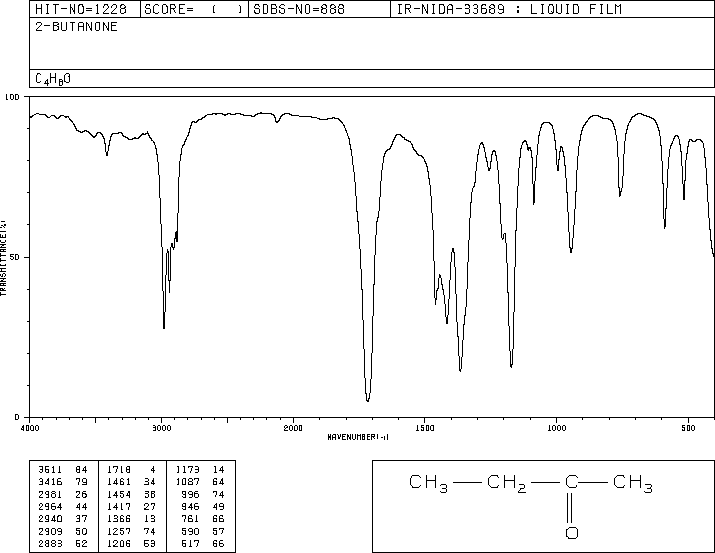 HIT-NO=1228 SCORE= ( ) SDBS-NO=888 IR-NIDA-33689 : LIQUID FILM
2-BUTANONE
C4H8O
100
50
0
TRANSMITTANCE(%)
4000 3000 2000 1500 1000 500
WAVENUMBER(-1)
3611 84 1718 4 1173 14
3416 79 1461 34 1087 64
2981 26 1454 36 996 74
2964 44 1417 27 946 49
2940 37 1366 13 761 66
2909 50 1257 74 590 57
2883 52 1206 53 517 66
CH3 CH2 C CH3
O